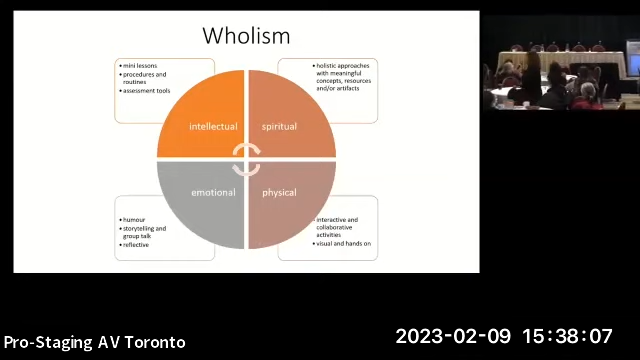 Wholism
• mini lessons
• procedures and
routines
• assessment tools
• holistic approaches
with meaningful
concepts, resources
and/or artifacts
intellectual
spiritual
emotional
physical
• humour
• storytelling and
group talk
• reflective
interactive and
collaborative
activities
• visual and hands on
Pro-Staging AV Toronto
2023-02-09 15:38:07